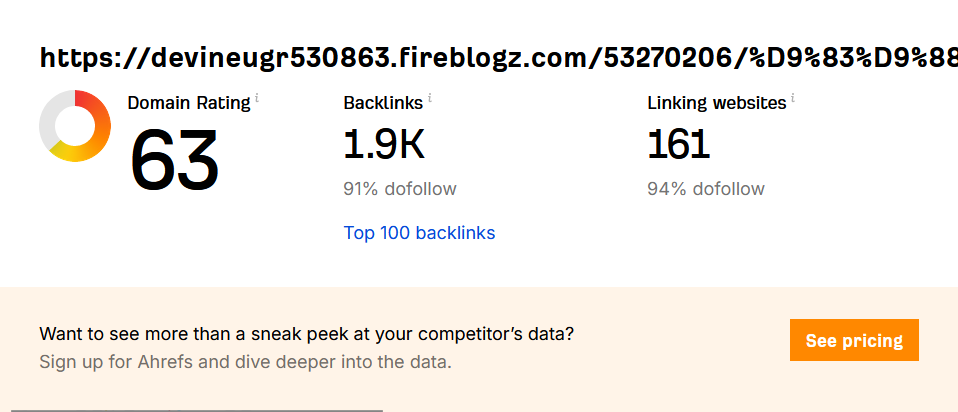 https://devineugr530863.fireblogz.com/53270206/%D9%83%D9%88
Domain Rating i
63
Backlinks i
1.9K
91% dofollow
Top 100 backlinks
Linking websites i
161
94% dofollow
Want to see more than a sneak peek at your competitor’s data?
Sign up for Ahrefs and dive deeper into the data.
See pricing